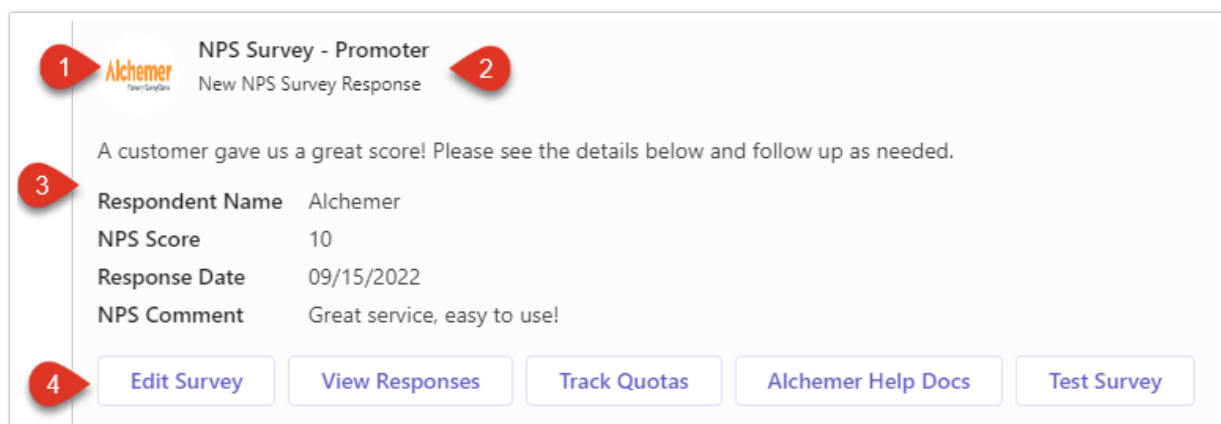 1
Alchemer
NPS Survey - Promoter
New NPS Survey Response
2
A customer gave us a great score! Please see the details below and follow up as needed.
3
Respondent Name Alchemer
NPS Score 10
Response Date 09/15/2022
NPS Comment Great service, easy to use!
4
Edit Survey View Responses Track Quotas Alchemer Help Docs Test Survey